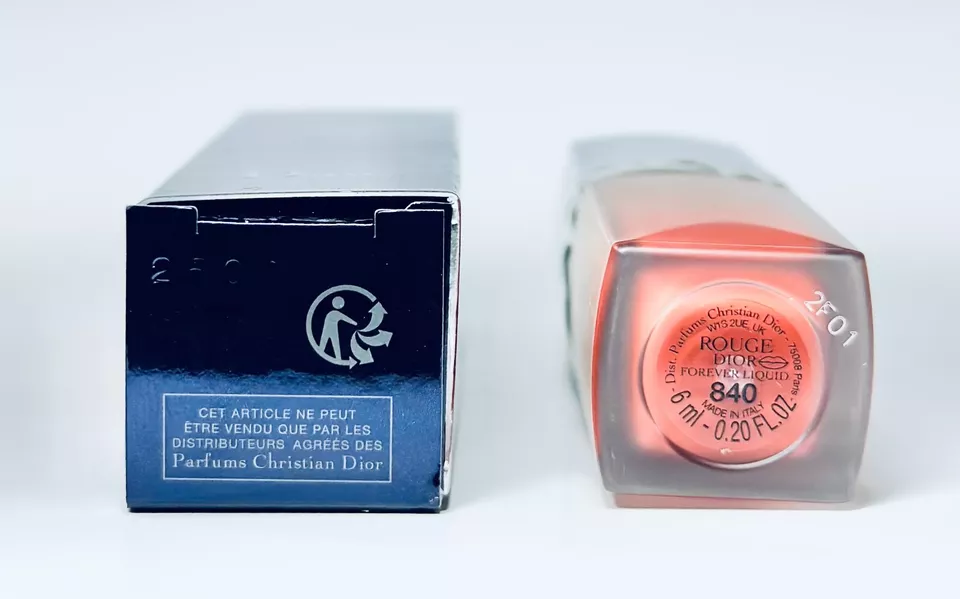 CET ARTICLE NE PEUT
ÊTRE VENDU QUE PAR LES
DISTRIBUTEURS AGRÉÉS DES
Parfums Christian Dior
Dist. Parfums Christian Dior - 75008 Paris -
W1S 2UE, UK
ROUGE
DIOR
FOREVER LIQUID
840
MADE IN ITALY
6 ml - 0.20 FL.OZ
2F01